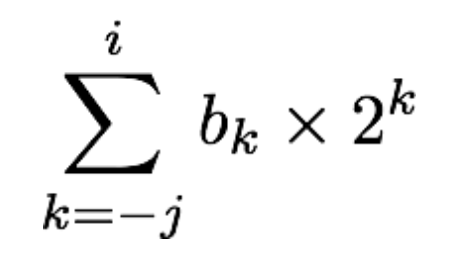 i
∑ b_k × 2^k
k=−j